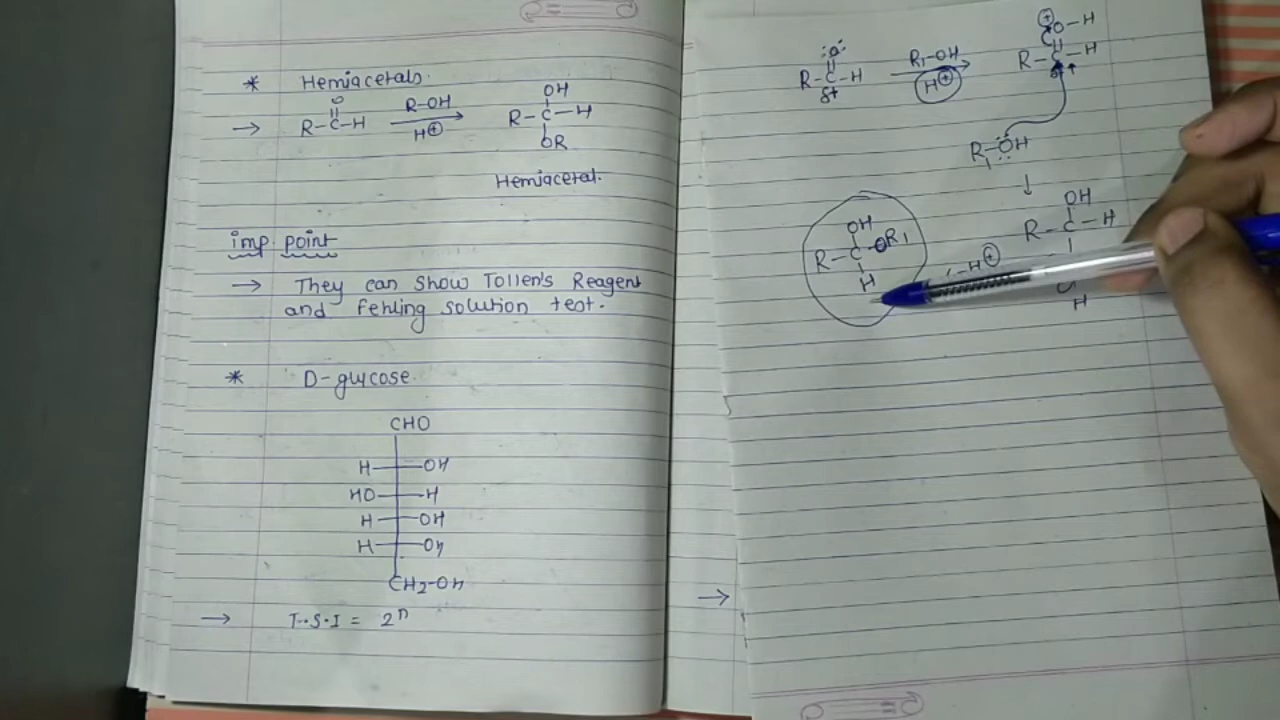 * Hemiacetals.
O
→ R-C-H R-OH H⊕ R-C-H
OH
OR
Hemiacetal.
imp point
→ They can show Tollen's Reagent
and Fehling solution test.
* D-glycose
CHO
H OH
HO H
H OH
H OH
CH2-OH
→ T.S.I = 2ⁿ
O
R-C-H R1-OH
δ+ H⊕
⊕
O-H
R-C-H
δ+
R1-OH
↓
OH
R-C-H
H
-H⊕
OH
R-C-OR1
H
→